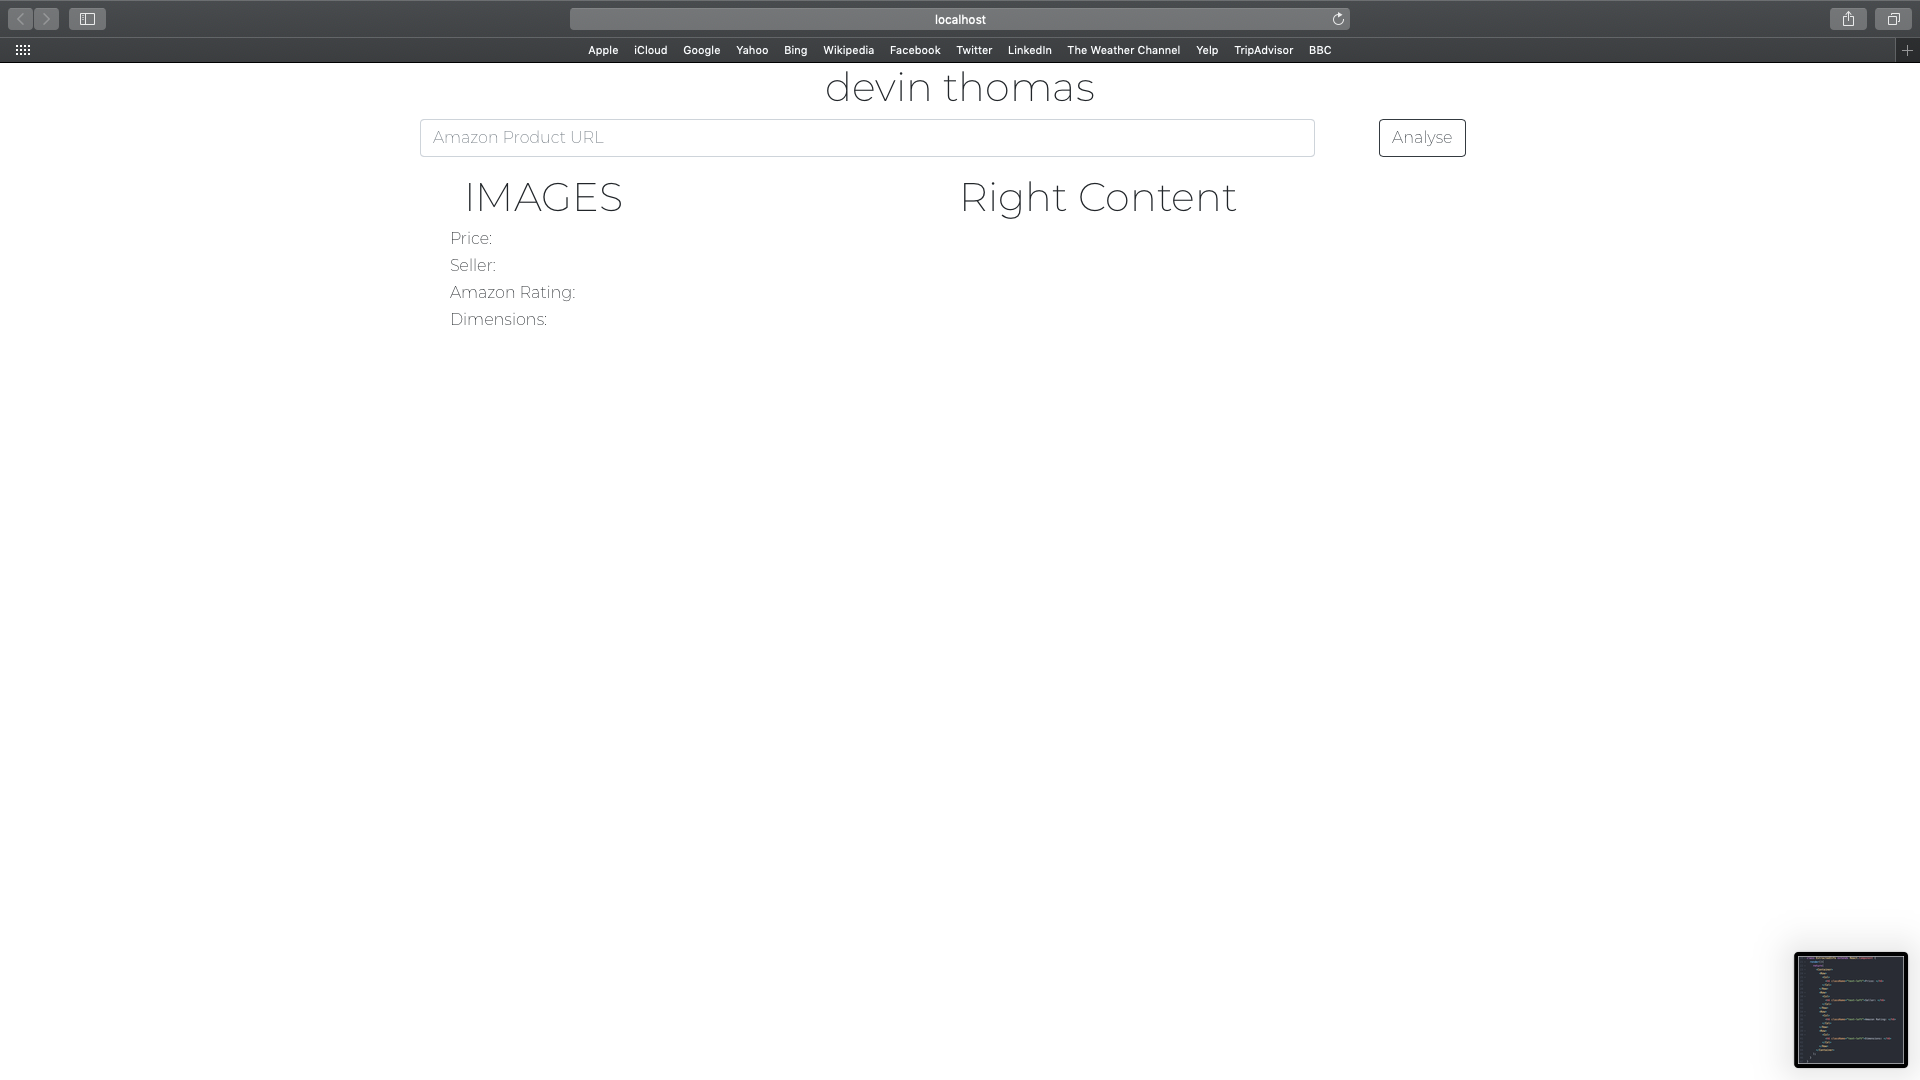 localhost
Apple iCloud Google Yahoo Bing Wikipedia Facebook Twitter LinkedIn The Weather Channel Yelp TripAdvisor BBC
devin thomas
Amazon Product URL Analyse
IMAGES Right Content
Price:
Seller:
Amazon Rating:
Dimensions: